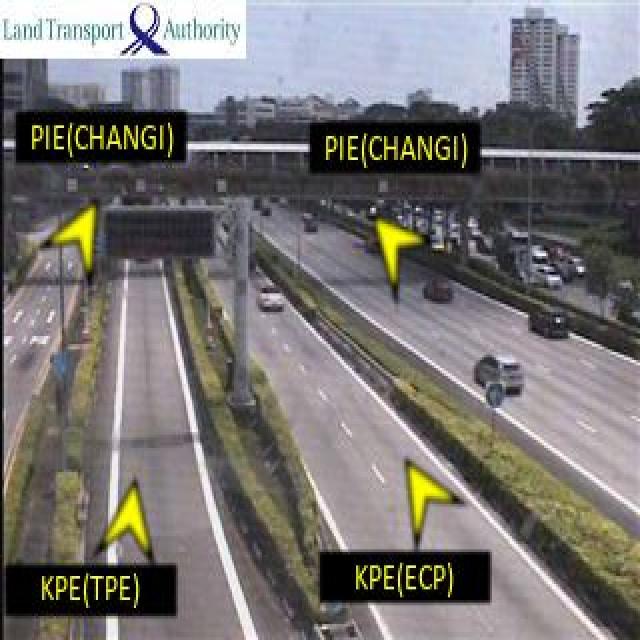 Land Transport Authority
PIE(CHANGI)
PIE(CHANGI)
KPE(TPE)
KPE(ECP)